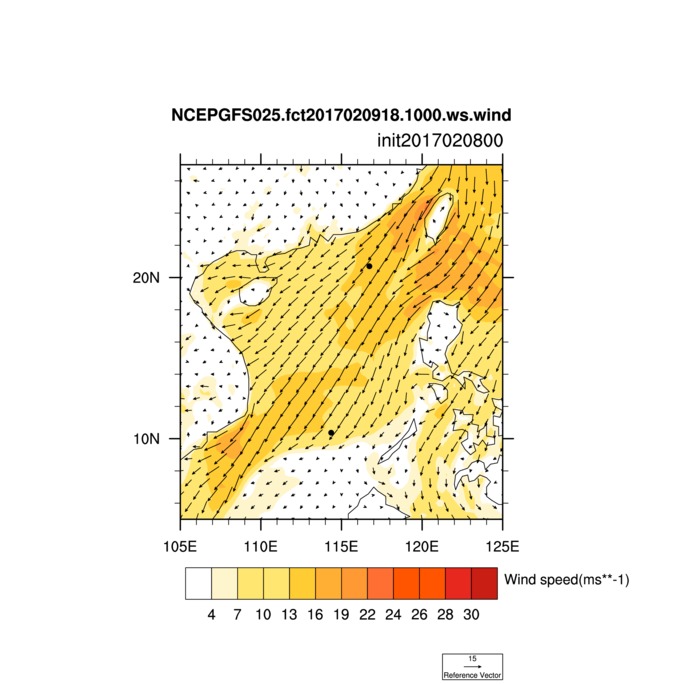 NCEPGFS025.fct2017020918.1000.ws.wind
init2017020800
20N
10N
105E 110E 115E 120E 125E
Wind speed(ms**-1)
4 7 10 13 16 19 22 24 26 28 30
15
Reference Vector